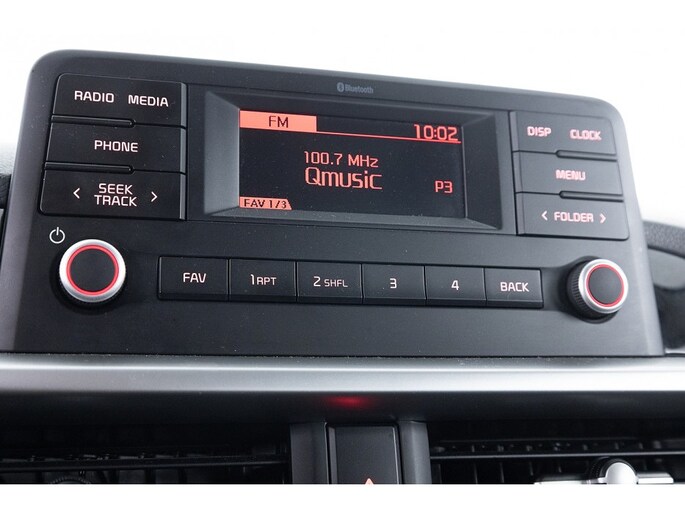 Bluetooth
RADIO MEDIA
PHONE
< SEEK TRACK >
FM 10:02
100.7 MHz
Qmusic P3
FAV 1/3
DISP CLOCK
MENU
< FOLDER >
FAV 1 RPT 2 SHFL 3 4 BACK